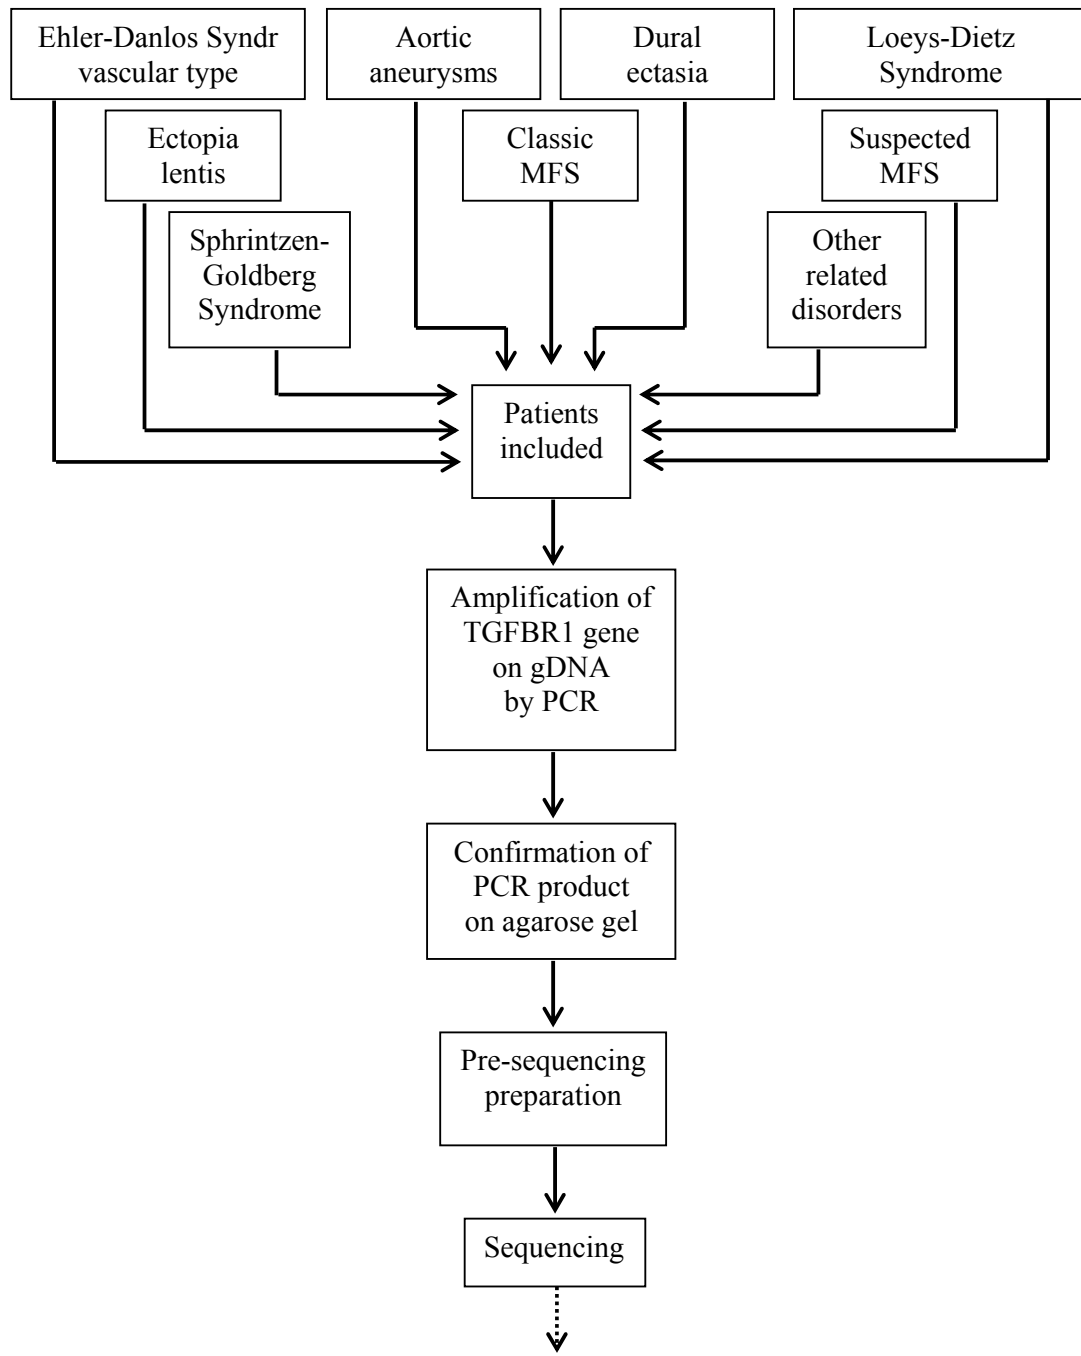 Ehler-Danlos Syndr
vascular type
Aortic
aneurysms
Dural
ectasia
Loeys-Dietz
Syndrome
Ectopia
lentis
Classic
MFS
Suspected
MFS
Sphrintzen-
Goldberg
Syndrome
Other
related
disorders
Patients
included
Amplification of
TGFBR1 gene
on gDNA
by PCR
Confirmation of
PCR product
on agarose gel
Pre-sequencing
preparation
Sequencing